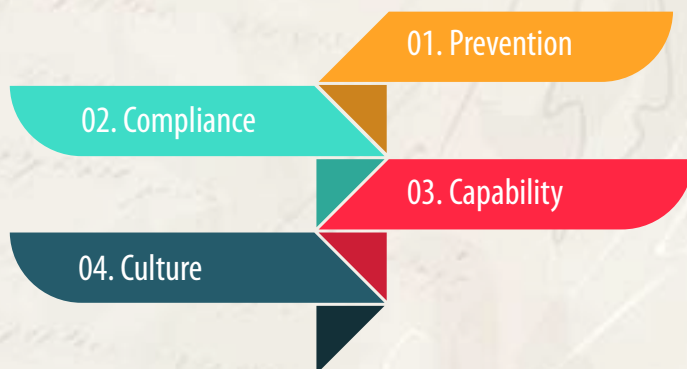 01. Prevention
02. Compliance
03. Capability
04. Culture